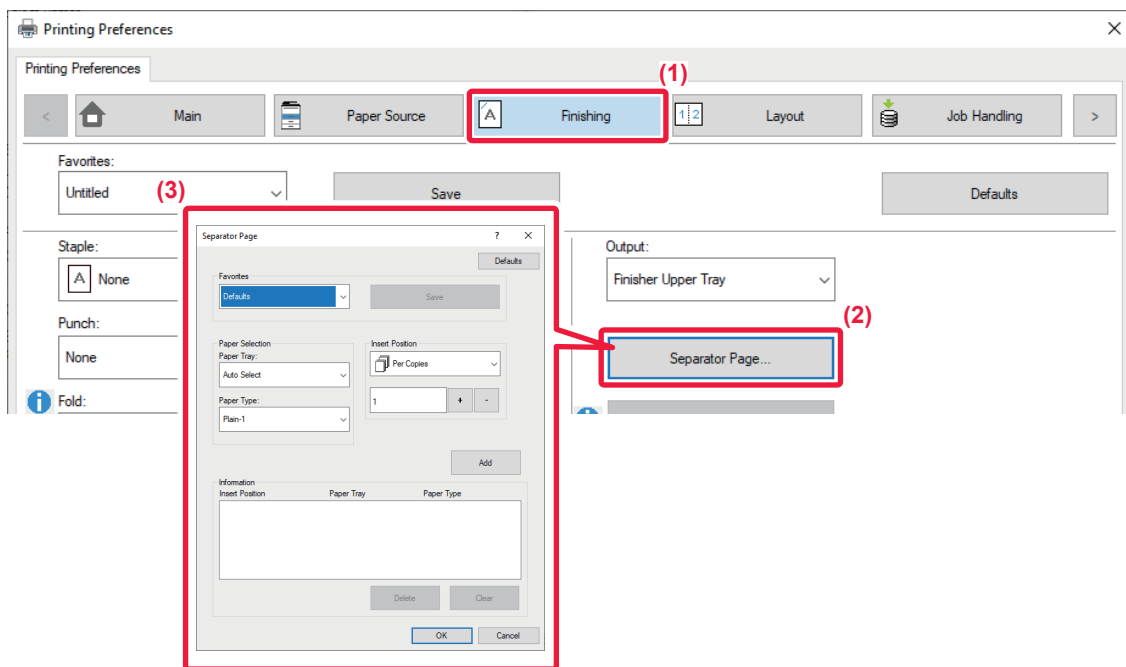 Printing Preferences
Printing Preferences
(1)
<
Main
Paper Source
A
Finishing
1 2
Layout
Job Handling
>
Favorites:
Untitled
(3)
Save
Defaults
Staple:
A
None
Punch:
None
i
Fold:
Output:
Finisher Upper Tray
(2)
Separator Page...
Separator Page
?
Defaults
Favorites
Defaults
Save
Paper Selection
Paper Tray:
Auto Select
Paper Type:
Plain-1
Insert Position
Per Copies
1
+
-
Add
Information
Insert Position Paper Tray Paper Type
Delete
Clear
OK
Cancel